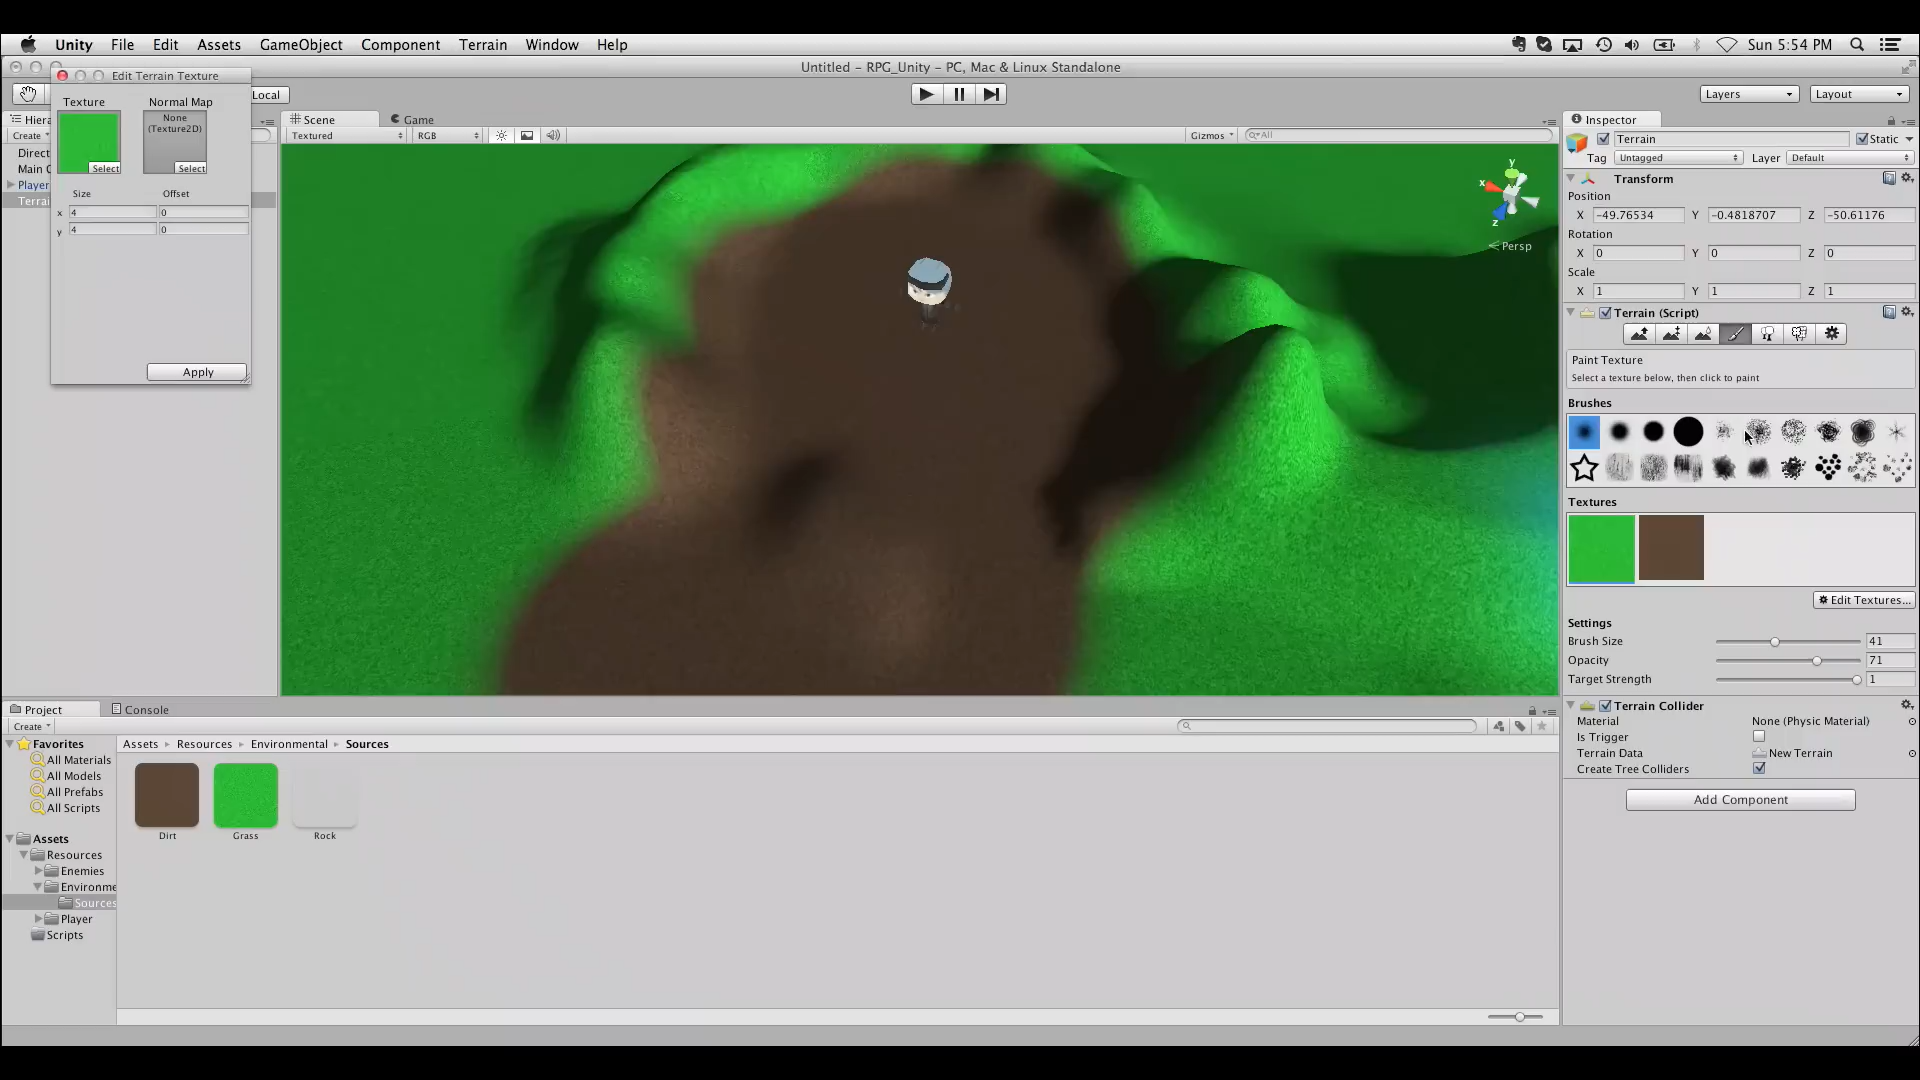 Unity File Edit Assets GameObject Component Terrain Window Help Sun 5:54 PM
Untitled – RPG_Unity – PC, Mac & Linux Standalone
Edit Terrain Texture
Texture Normal Map
None
(Texture2D)
Select Select
Size Offset
x 4 0
y 4 0
Apply
Local
Layers Layout
Hiera
Create
Direct
Main C
Player
Terrai
Scene Game
Textured RGB Gizmos All
y
x
z
Persp
Inspector
Terrain Static
Tag Untagged Layer Default
Transform
Position
X -49.76534 Y -0.4818707 Z -50.61176
Rotation
X 0 Y 0 Z 0
Scale
X 1 Y 1 Z 1
Terrain (Script)
Paint Texture
Select a texture below, then click to paint
Brushes
Textures
Edit Textures...
Settings
Brush Size 41
Opacity 71
Target Strength 1
Terrain Collider
Material None (Physic Material)
Is Trigger
Terrain Data New Terrain
Create Tree Colliders
Add Component
Project Console
Create
Favorites
All Materials
All Models
All Prefabs
All Scripts
Assets
Resources
Enemies
Environme
Sources
Player
Scripts
Assets Resources Environmental Sources
Dirt Grass Rock